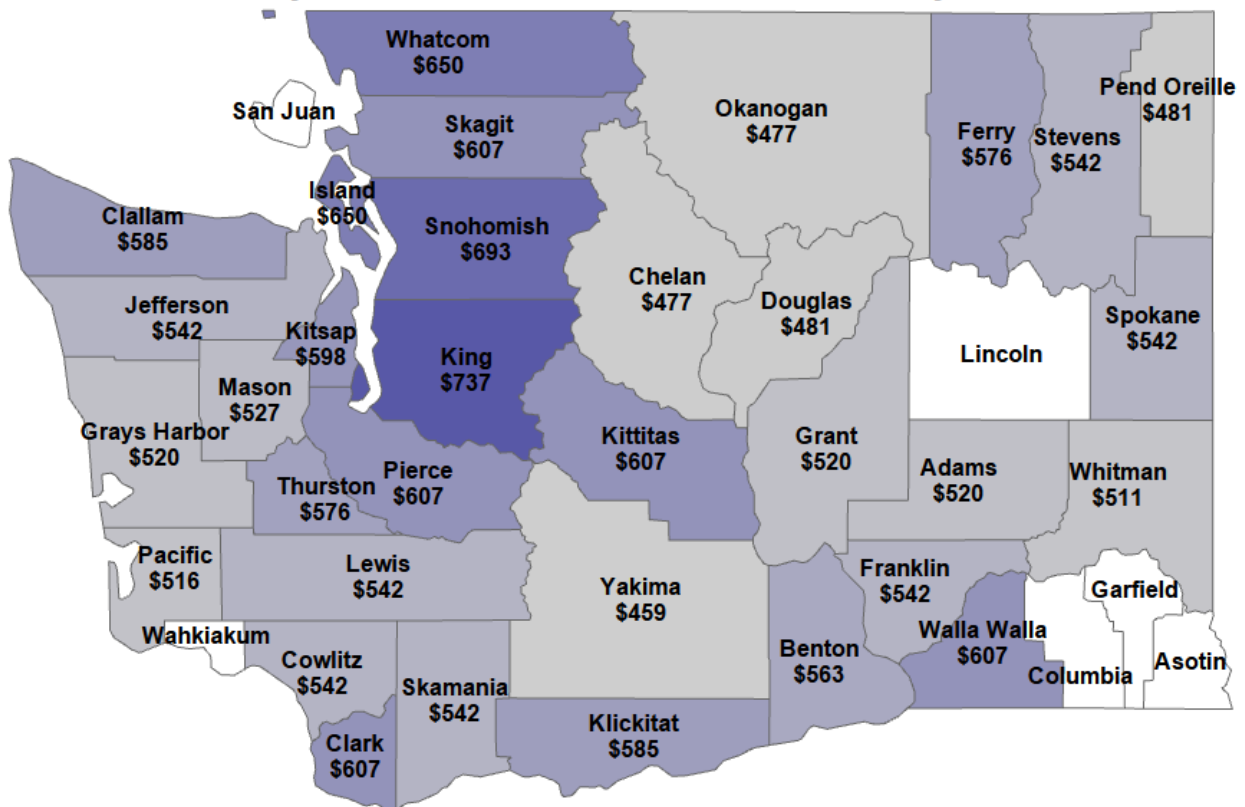 Whatcom
$650
San Juan
Skagit
$607
Okanogan
$477
Ferry
$576
Stevens
$542
Pend Oreille
$481
Island
$650
Clallam
$585
Snohomish
$693
Chelan
$477
Douglas
$481
Jefferson
$542
Kitsap
$598
King
$737
Lincoln
Spokane
$542
Mason
$527
Grays Harbor
$520
Kittitas
$607
Grant
$520
Adams
$520
Whitman
$511
Thurston
$576
Pierce
$607
Pacific
$516
Lewis
$542
Yakima
$459
Franklin
$542
Garfield
Wahkiakum
Walla Walla
$607
Benton
$563
Columbia
Asotin
Cowlitz
$542
Skamania
$542
Klickitat
$585
Clark
$607